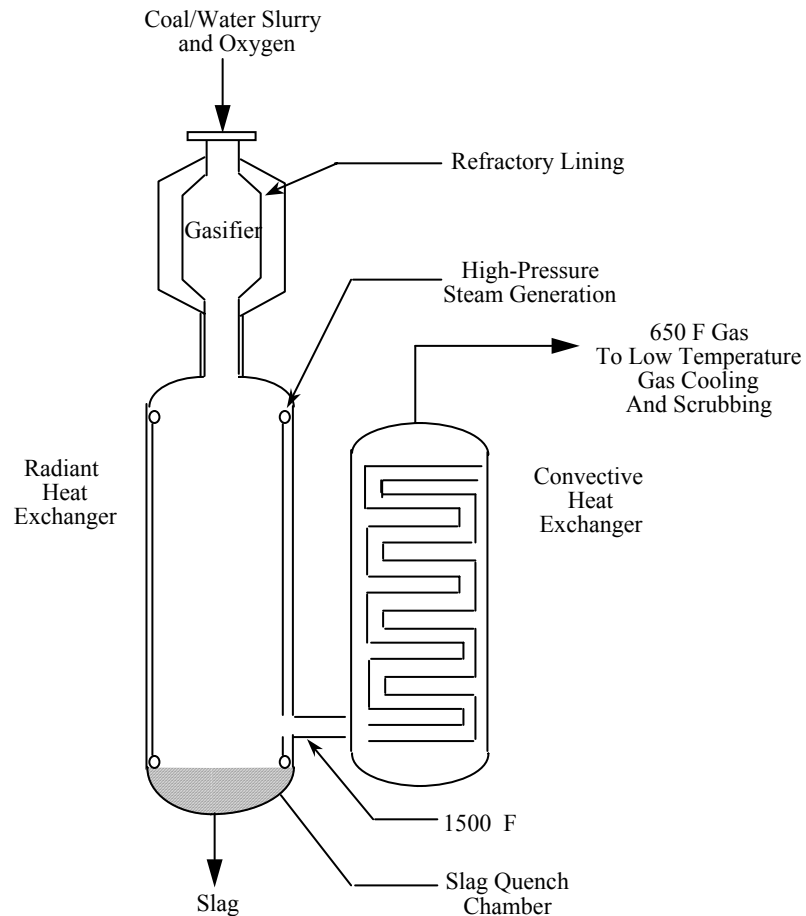 Coal/Water Slurry
and Oxygen
Refractory Lining
Gasifier
High-Pressure
Steam Generation
650 F Gas
To Low Temperature
Gas Cooling
And Scrubbing
Radiant
Heat
Exchanger
Convective
Heat
Exchanger
1500 F
Slag
Slag Quench
Chamber